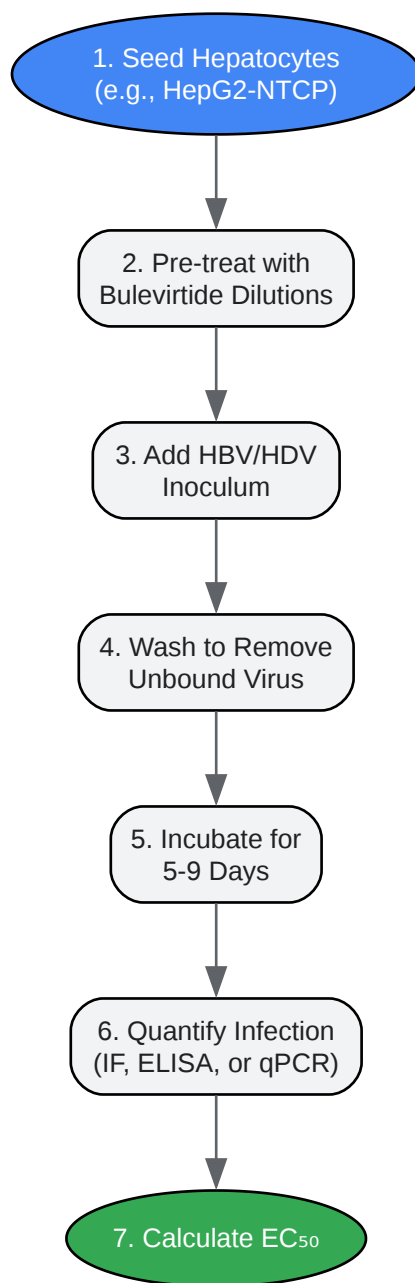 1. Seed Hepatocytes
(e.g., HepG2-NTCP)
2. Pre-treat with
Bulevirtide Dilutions
3. Add HBV/HDV
Inoculum
4. Wash to Remove
Unbound Virus
5. Incubate for
5-9 Days
6. Quantify Infection
(IF, ELISA, or qPCR)
7. Calculate EC₅₀